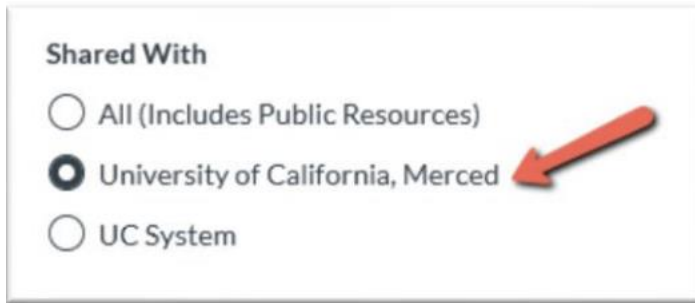 Shared With
All (Includes Public Resources)
University of California, Merced
UC System